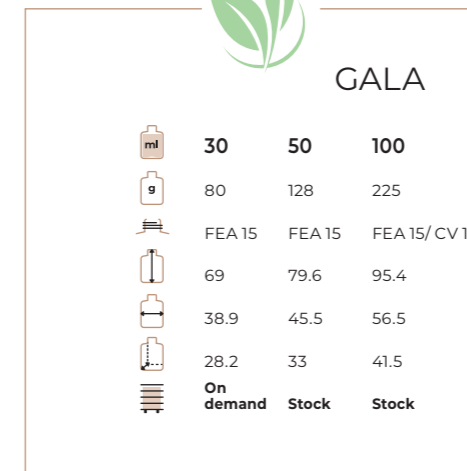 GALA
ml 30 50 100
g 80 128 225
FEA 15 FEA 15 FEA 15/ CV 1
69 79.6 95.4
38.9 45.5 56.5
28.2 33 41.5
On
demand Stock Stock